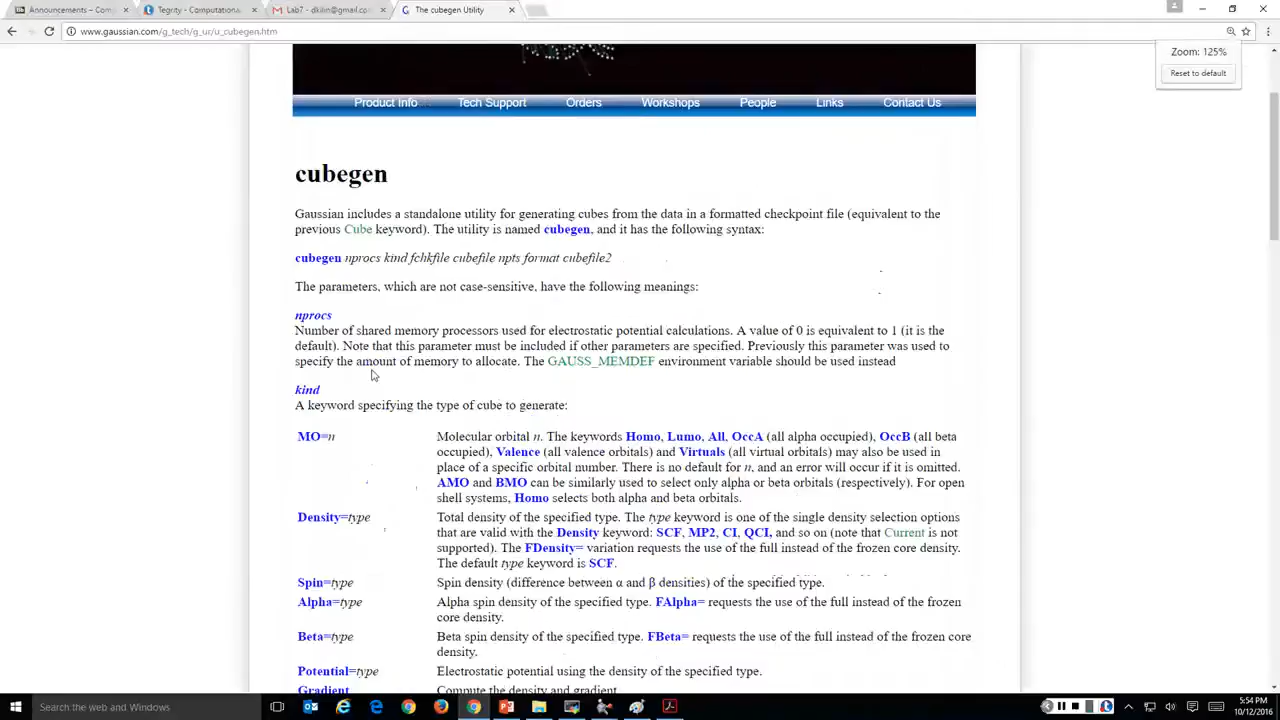 Announcements – Com
Tegrity - Computationa
Lab7 - dkilin@gmail.co
The cubegen Utility
www.gaussian.com/g_tech/g_ur/u_cubegen.htm
Zoom: 125%
Reset to default
Product Info Tech Support Orders Workshops People Links Contact Us
cubegen
Gaussian includes a standalone utility for generating cubes from the data in a formatted checkpoint file (equivalent to the
previous Cube keyword). The utility is named cubegen, and it has the following syntax:
cubegen nprocs kind fchkfile cubefile npts format cubefile2
The parameters, which are not case-sensitive, have the following meanings:
nprocs
Number of shared memory processors used for electrostatic potential calculations. A value of 0 is equivalent to 1 (it is the
default). Note that this parameter must be included if other parameters are specified. Previously this parameter was used to
specify the amount of memory to allocate. The GAUSS_MEMDEF environment variable should be used instead
kind
A keyword specifying the type of cube to generate:
MO=n Molecular orbital n. The keywords Homo, Lumo, All, OccA (all alpha occupied), OccB (all beta
occupied), Valence (all valence orbitals) and Virtuals (all virtual orbitals) may also be used in
place of a specific orbital number. There is no default for n, and an error will occur if it is omitted.
AMO and BMO can be similarly used to select only alpha or beta orbitals (respectively). For open
shell systems, Homo selects both alpha and beta orbitals.
Density=type Total density of the specified type. The type keyword is one of the single density selection options
that are valid with the Density keyword: SCF, MP2, CI, QCI, and so on (note that Current is not
supported). The FDensity= variation requests the use of the full instead of the frozen core density.
The default type keyword is SCF.
Spin=type Spin density (difference between α and β densities) of the specified type.
Alpha=type Alpha spin density of the specified type. FAlpha= requests the use of the full instead of the frozen
core density.
Beta=type Beta spin density of the specified type. FBeta= requests the use of the full instead of the frozen core
density.
Potential=type Electrostatic potential using the density of the specified type.
Gradient Compute the density and gradient
Search the web and Windows
5:54 PM
10/12/2016